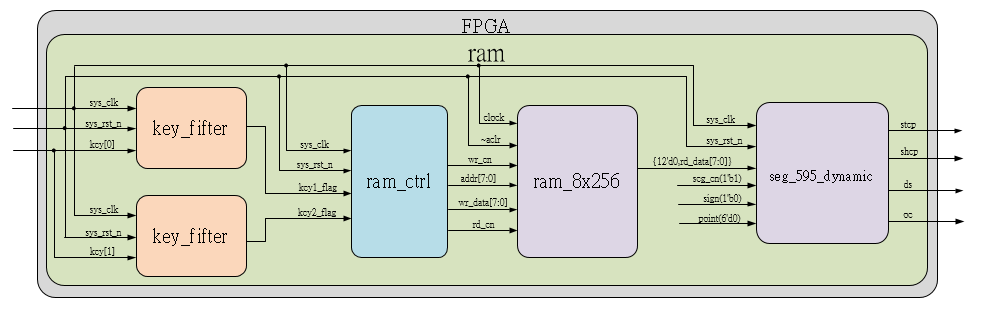 FPGA
ram
sys_clk
sys_rst_n
key[0]
key_fifter
sys_clk
sys_rst_n
key[1]
key_fifter
sys_clk
sys_rst_n
key1_flag
key2_flag
ram_ctrl
wr_en
addr[7:0]
wr_data[7:0]
rd_en
clock
~aclr
ram_8x256
{12'd0,rd_data[7:0]}
sys_clk
sys_rst_n
seg_en(1'b1)
sign(1'b0)
point(6'd0)
seg_595_dynamic
stcp
shcp
ds
oe